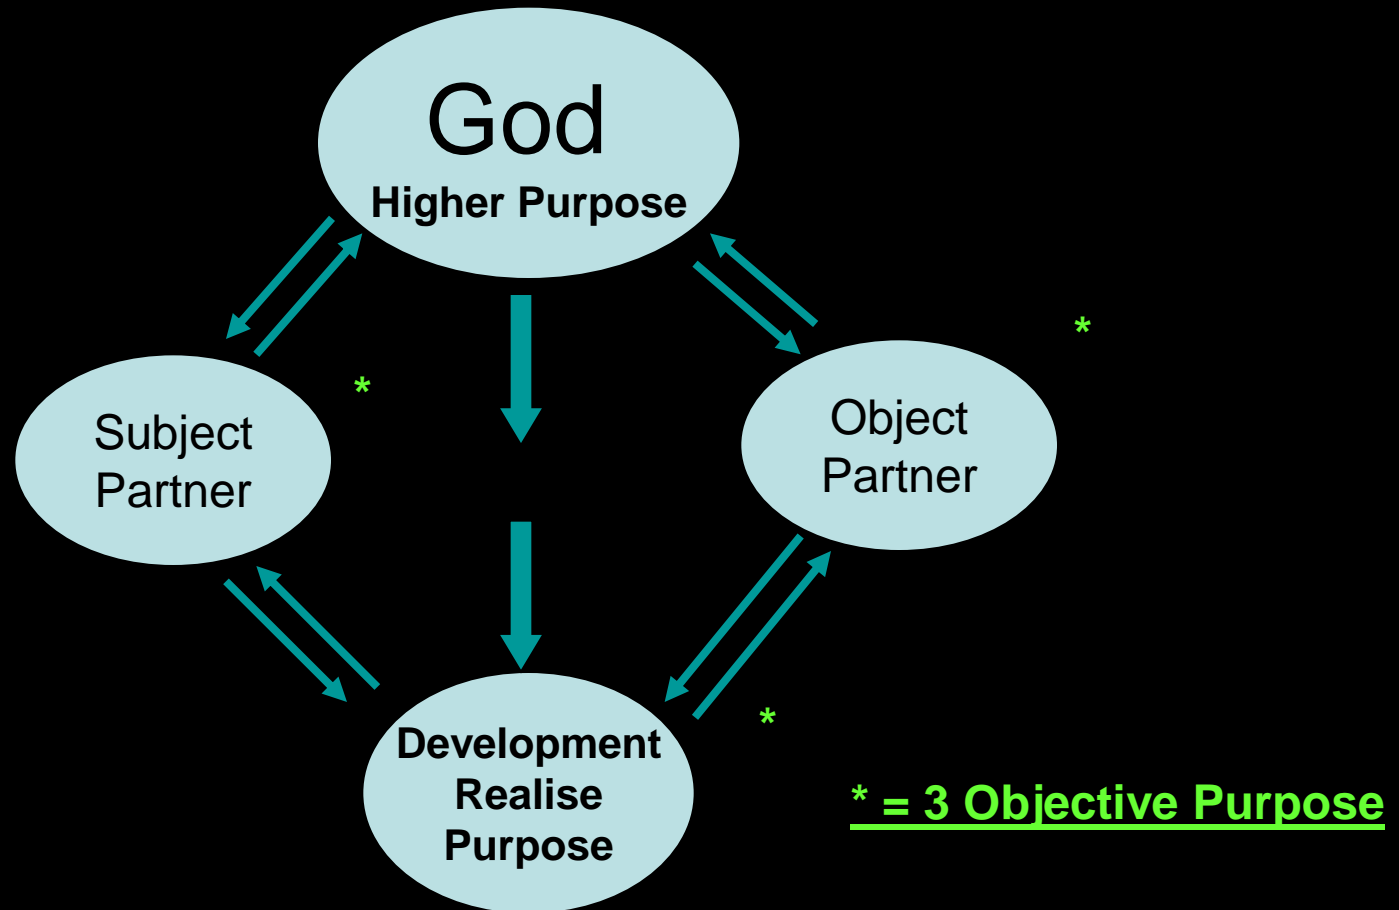 God
Higher Purpose
*
*
Subject
Partner
Object
Partner
*
Development
Realise
Purpose
* = 3 Objective Purpose